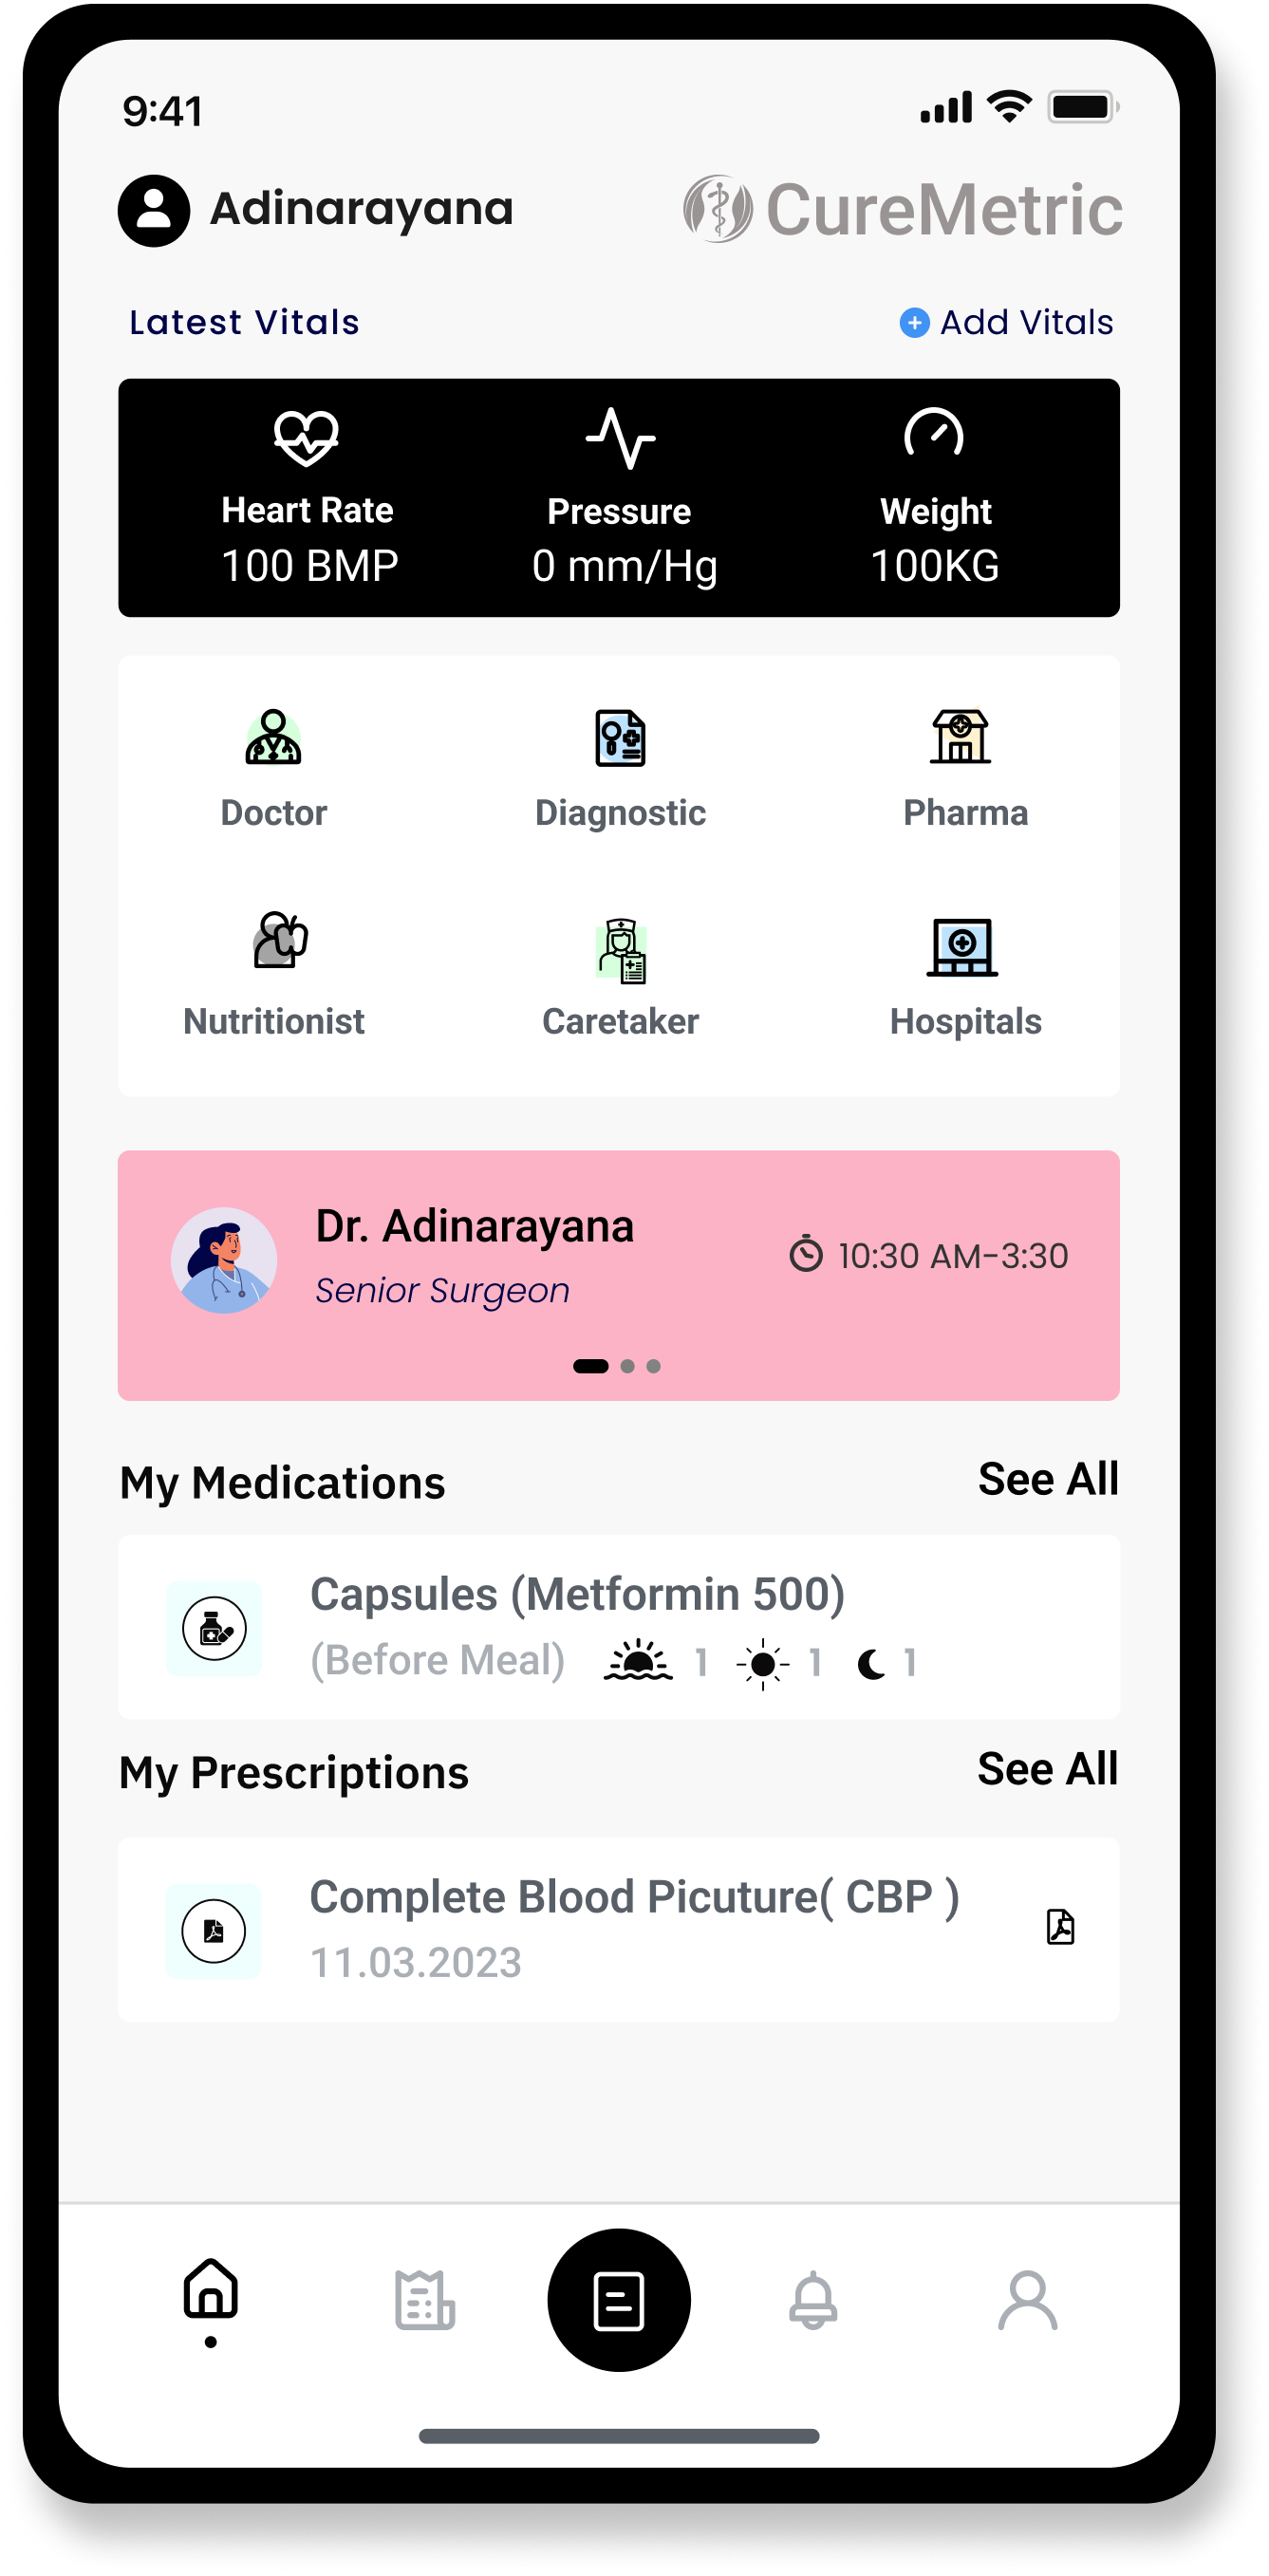 9:41
Adinarayana
CureMetric
Latest Vitals
Add Vitals
Heart Rate
Pressure
Weight
100 BMP
0 mm/Hg
100KG
Doctor
Diagnostic
Pharma
Nutritionist
Caretaker
Hospitals
Dr. Adinarayana
Senior Surgeon
10:30 AM-3:30
My Medications
See All
Capsules (Metformin 500)
(Before Meal) 1 1 1
My Prescriptions
See All
Complete Blood Picuture( CBP )
11.03.2023